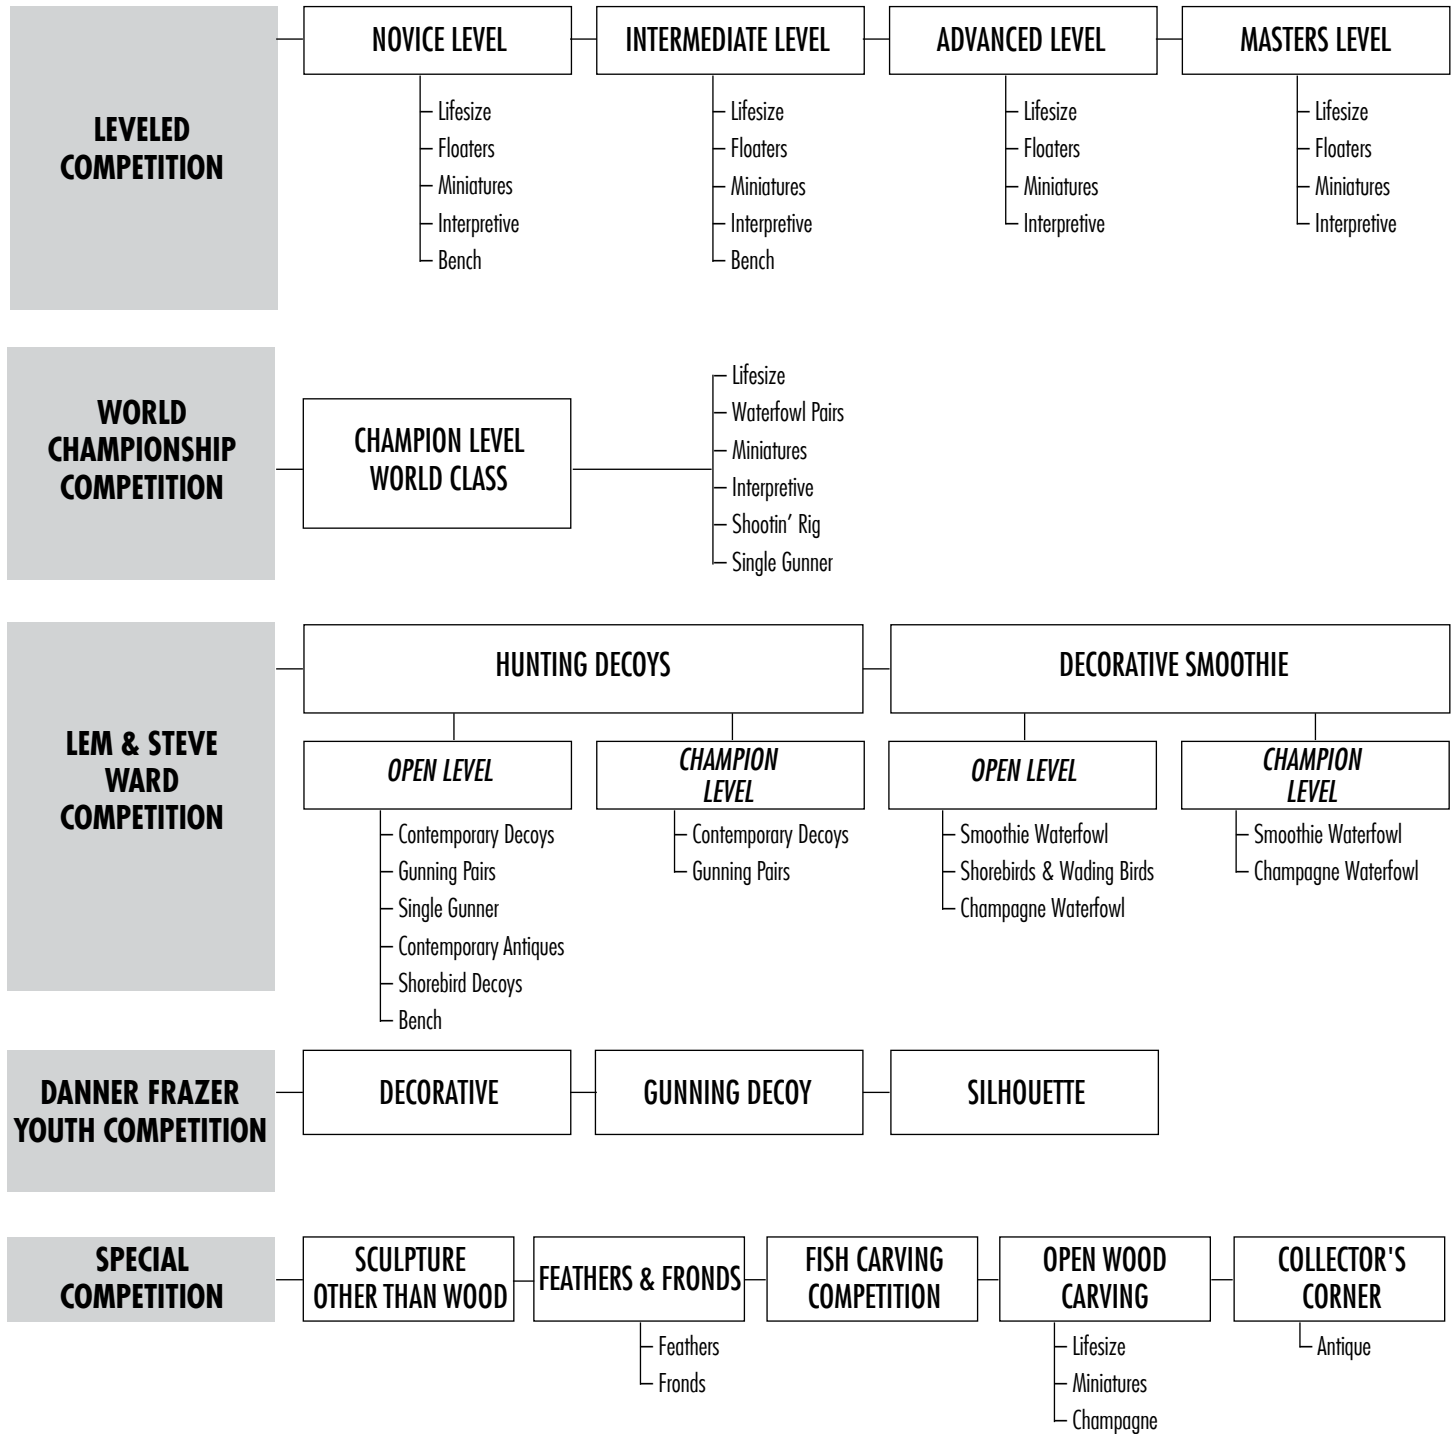 LEVELED
COMPETITION
NOVICE LEVEL
Lifesize
Floaters
Miniatures
Interpretive
Bench
INTERMEDIATE LEVEL
Lifesize
Floaters
Miniatures
Interpretive
Bench
ADVANCED LEVEL
Lifesize
Floaters
Miniatures
Interpretive
MASTERS LEVEL
Lifesize
Floaters
Miniatures
Interpretive
WORLD
CHAMPIONSHIP
COMPETITION
CHAMPION LEVEL
WORLD CLASS
Lifesize
Waterfowl Pairs
Miniatures
Interpretive
Shootin’ Rig
Single Gunner
LEM & STEVE
WARD
COMPETITION
HUNTING DECOYS
OPEN LEVEL
Contemporary Decoys
Gunning Pairs
Single Gunner
Contemporary Antiques
Shorebird Decoys
Bench
CHAMPION
LEVEL
Contemporary Decoys
Gunning Pairs
DECORATIVE SMOOTHIE
OPEN LEVEL
Smoothie Waterfowl
Shorebirds & Wading Birds
Champagne Waterfowl
CHAMPION
LEVEL
Smoothie Waterfowl
Champagne Waterfowl
DANNER FRAZER
YOUTH COMPETITION
DECORATIVE
GUNNING DECOY
SILHOUETTE
SPECIAL
COMPETITION
SCULPTURE
OTHER THAN WOOD
FEATHERS & FRONDS
Feathers
Fronds
FISH CARVING
COMPETITION
OPEN WOOD
CARVING
Lifesize
Miniatures
Champagne
COLLECTOR'S
CORNER
Antique